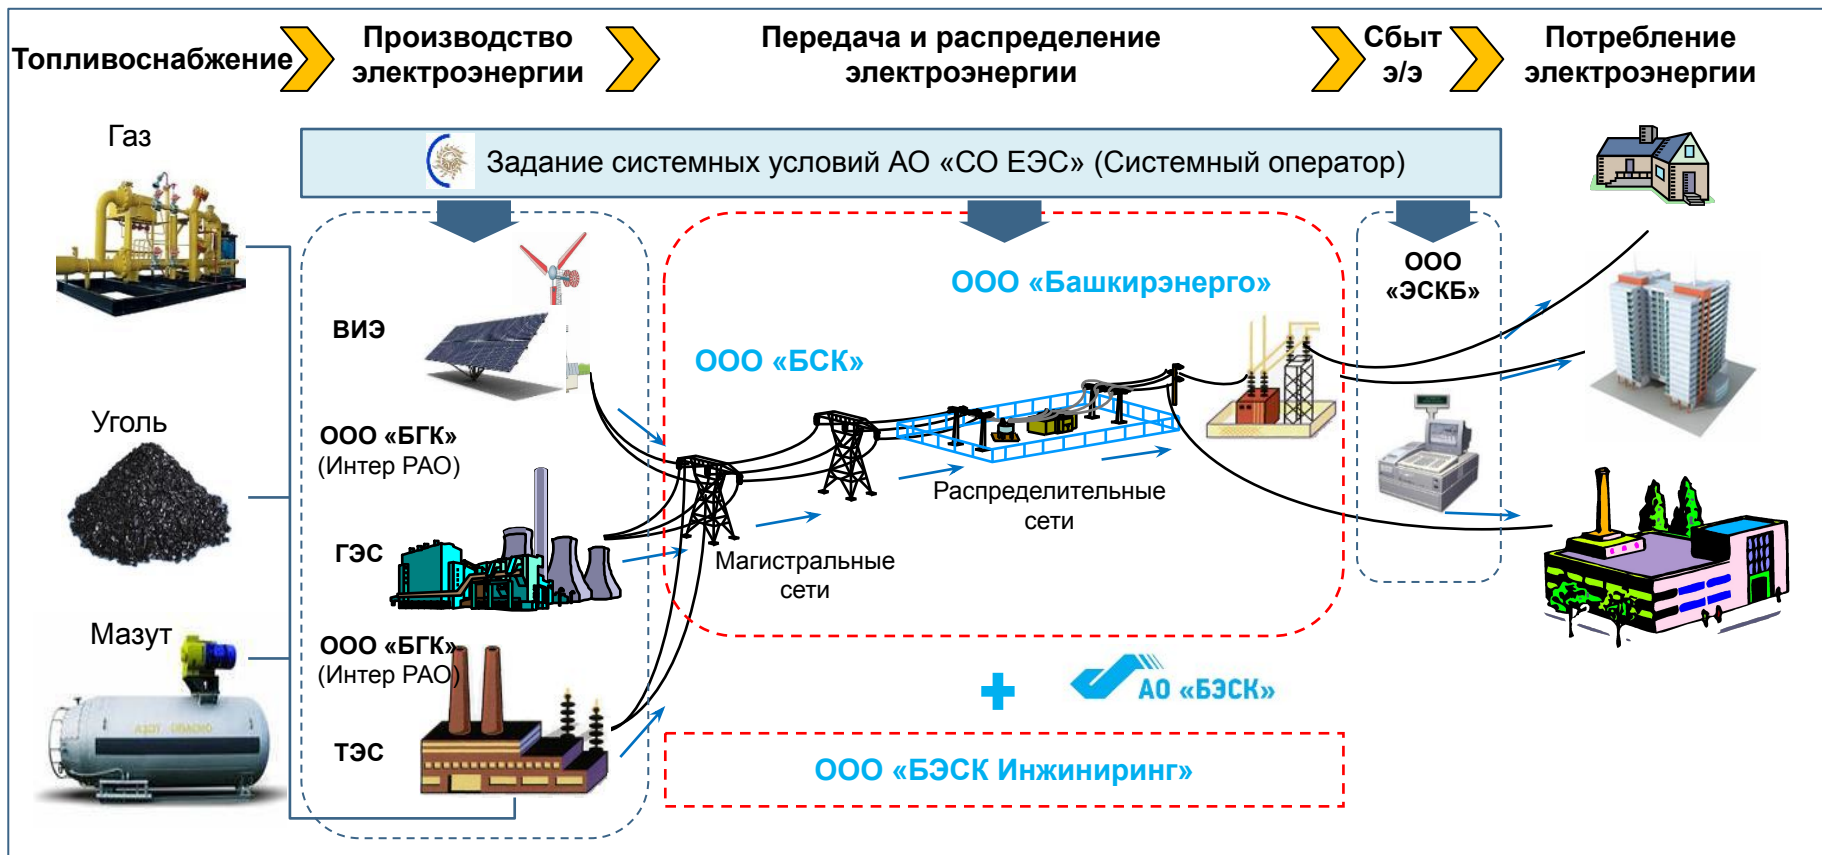 Топливоснабжение
Производство
электроэнергии
Передача и распределение
электроэнергии
Сбыт
э/э
Потребление
электроэнергии
Задание системных условий АО «СО ЕЭС» (Системный оператор)
Газ
Уголь
Мазут
ВИЭ
ООО «БГК»
(Интер РАО)
ГЭС
ООО «БГК»
(Интер РАО)
ТЭС
ООО «БСК»
ООО «Башкирэнерго»
Магистральные
сети
Распределительные
сети
АО «БЭСК»
ООО «БЭСК Инжиниринг»
ООО
«ЭСКБ»